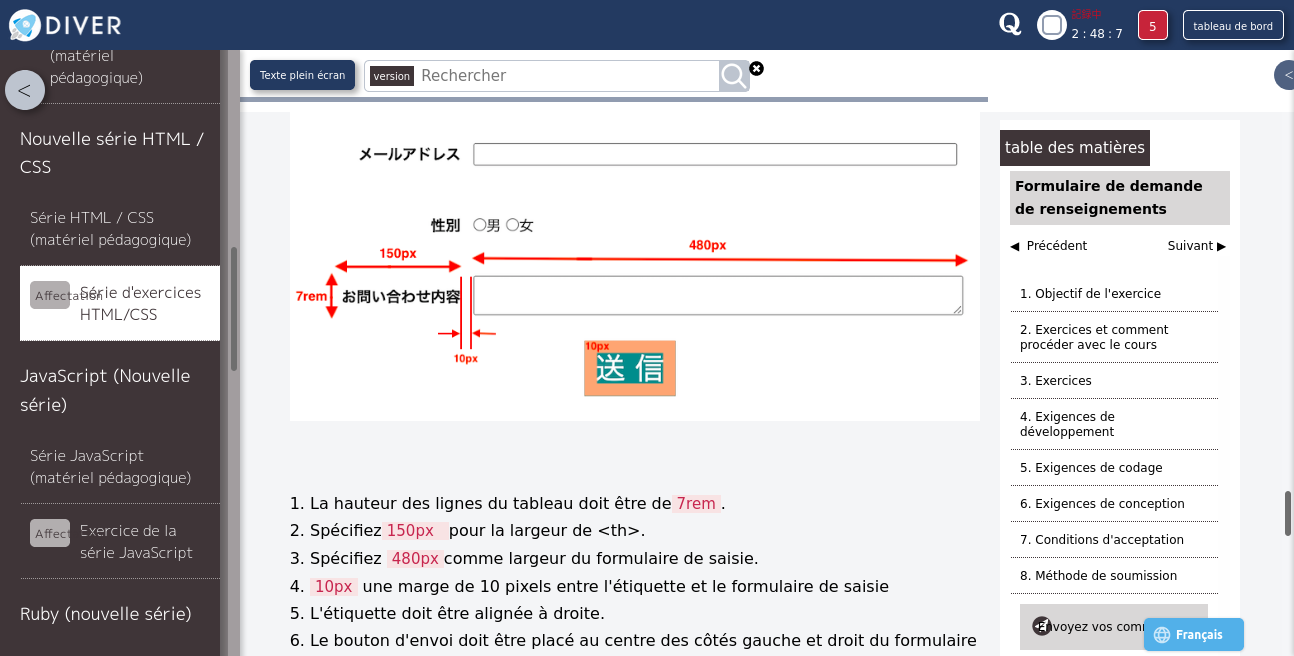 DIVER
Q
2 : 48 : 7
5
tableau de bord
(matériel
pédagogique)
<
Nouvelle série HTML /
CSS
Série HTML / CSS
(matériel pédagogique)
Affectation
Série d'exercices
HTML/CSS
JavaScript (Nouvelle
série)
Série JavaScript
(matériel pédagogique)
Affect
Exercice de la
série JavaScript
Ruby (nouvelle série)
Texte plein écran
version
Rechercher
<
メールアドレス
性別
男
女
150px
480px
7rem
お問い合わせ内容
10px
10px
送信
1. La hauteur des lignes du tableau doit être de 7rem .
2. Spécifiez 150px pour la largeur de <th>.
3. Spécifiez 480px comme largeur du formulaire de saisie.
4. 10px une marge de 10 pixels entre l'étiquette et le formulaire de saisie
5. L'étiquette doit être alignée à droite.
6. Le bouton d'envoi doit être placé au centre des côtés gauche et droit du formulaire
table des matières
Formulaire de demande
de renseignements
◀ Précédent
Suivant ▶
1. Objectif de l'exercice
2. Exercices et comment
procéder avec le cours
3. Exercices
4. Exigences de
développement
5. Exigences de codage
6. Exigences de conception
7. Conditions d'acceptation
8. Méthode de soumission
Envoyez vos com
Français